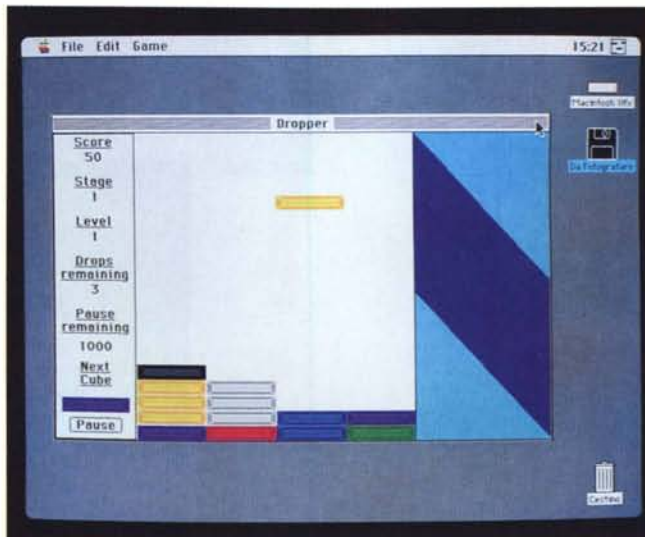 File Edit Game 15:21
Macintosh IIfx
Dropper
Score
50
Stage
1
Level
1
Drops
remaining
3
Pause
remaining
1000
Next
Cube
Pause
Da Fotografare
Cestino